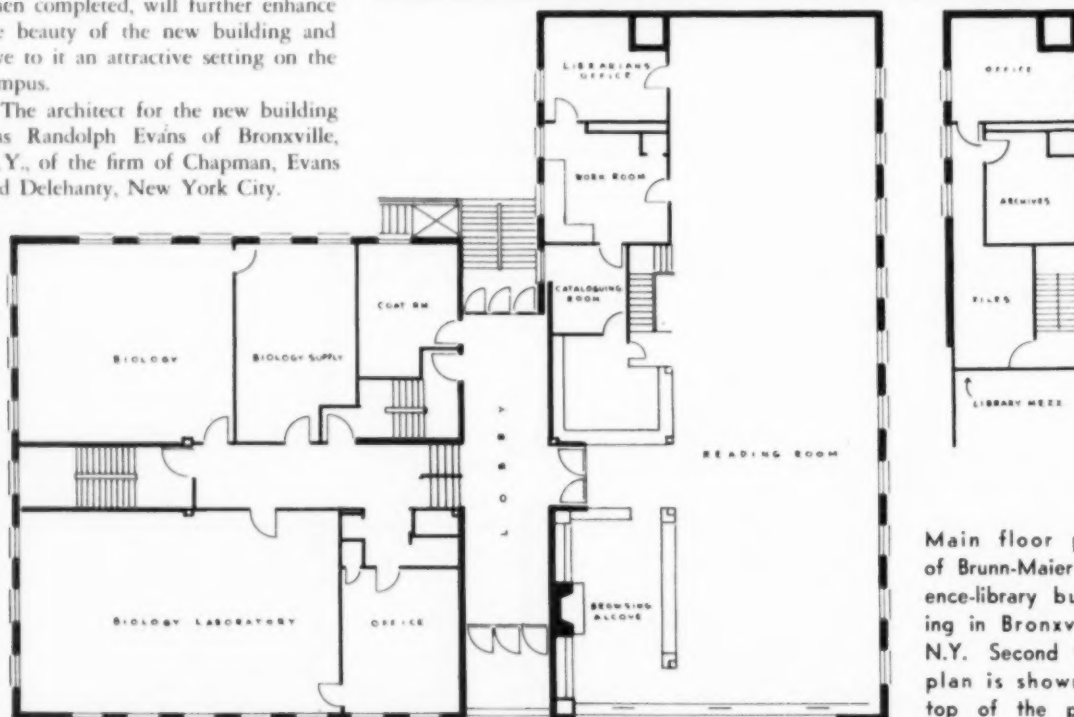 hen completed, will further enhance
e beauty of the new building and
ve to it an attractive setting on the
mpus.
The architect for the new building
as Randolph Evans of Bronxville,
.Y., of the firm of Chapman, Evans
nd Delehanty, New York City.
LIBRARIANS
OFFICE
WORK ROOM
CATALOGUING
ROOM
COAT RM.
BIOLOGY
BIOLOGY SUPPLY
LOBBY
READING ROOM
BROWSING
ALCOVE
BIOLOGY LABORATORY
OFFICE
OFFICE
ARCHIVES
FILES
LIBRARY MEZZ
Main floor p
of Brunn-Maier
ence-library bu
ing in Bronxv
N.Y. Second
plan is shown
top of the p